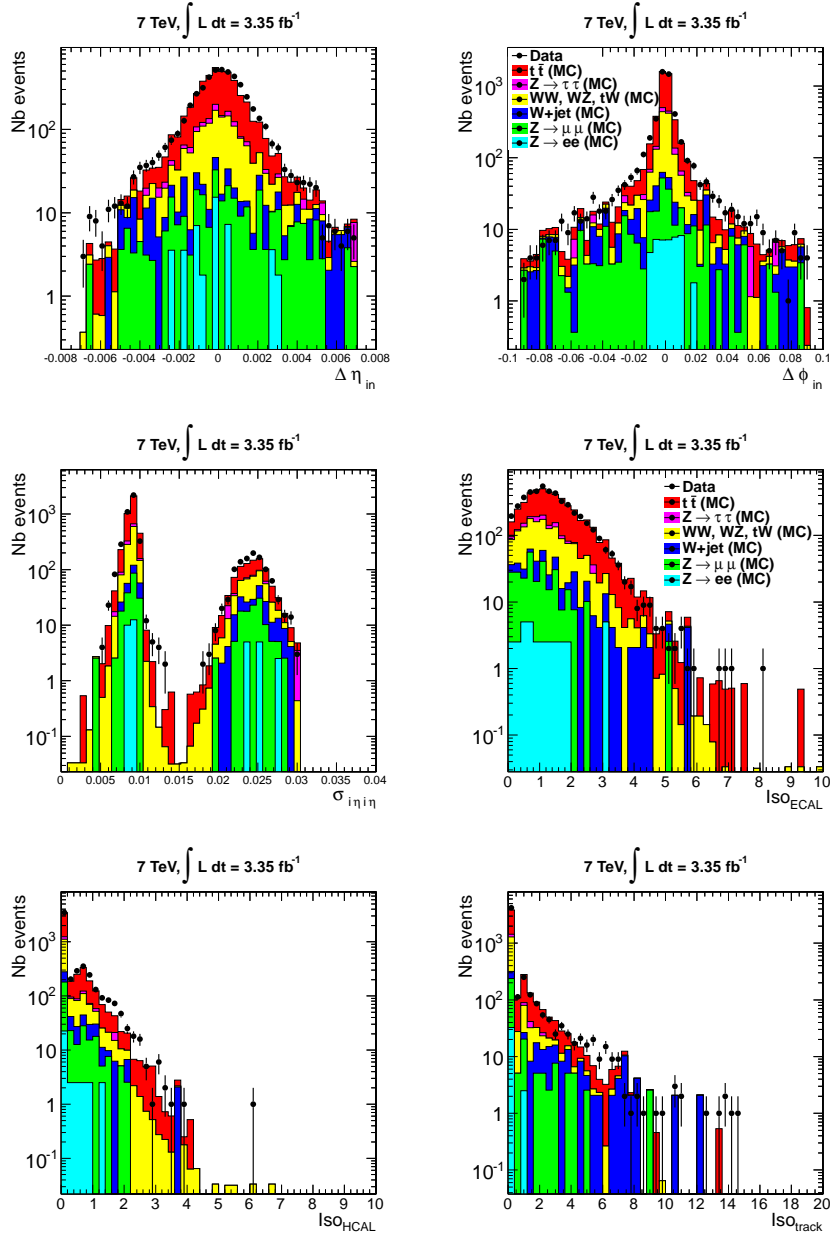 7 TeV, ∫ L dt = 3.35 fb⁻¹
Nb events
10²
10
1
-0.008 -0.006 -0.004 -0.002 0 0.002 0.004 0.006 0.008
Δ η in
7 TeV, ∫ L dt = 3.35 fb⁻¹
Nb events
Data
t t̄ (MC)
Z → τ τ (MC)
WW, WZ, tW (MC)
W+jet (MC)
Z → μ μ (MC)
Z → ee (MC)
10³
10²
10
1
-0.1 -0.08 -0.06 -0.04 -0.02 0 0.02 0.04 0.06 0.08 0.1
Δ ϕ in
7 TeV, ∫ L dt = 3.35 fb⁻¹
Nb events
10³
10²
10
1
10⁻¹
0 0.005 0.01 0.015 0.02 0.025 0.03 0.035 0.04
σ iηiη
7 TeV, ∫ L dt = 3.35 fb⁻¹
Nb events
Data
t t̄ (MC)
Z → τ τ (MC)
WW, WZ, tW (MC)
W+jet (MC)
Z → μ μ (MC)
Z → ee (MC)
10²
10
1
10⁻¹
0 1 2 3 4 5 6 7 8 9 10
Iso ECAL
7 TeV, ∫ L dt = 3.35 fb⁻¹
Nb events
10³
10²
10
1
10⁻¹
0 1 2 3 4 5 6 7 8 9 10
Iso HCAL
7 TeV, ∫ L dt = 3.35 fb⁻¹
Nb events
10³
10²
10
1
10⁻¹
0 2 4 6 8 10 12 14 16 18 20
Iso track